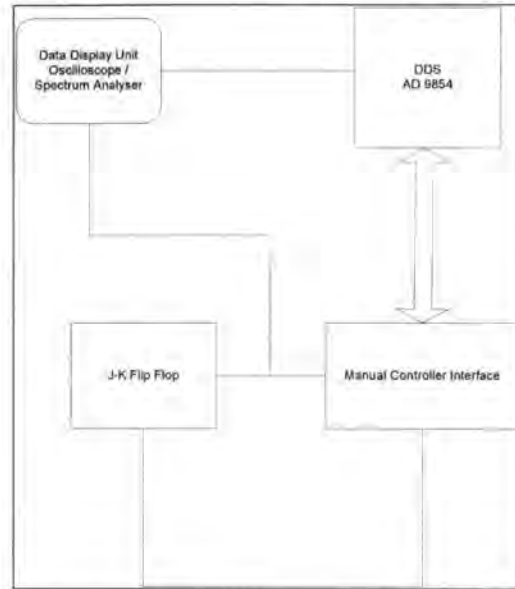 Data Display Unit
Oscilloscope /
Spectrum Analyser
DDS
AD 9854
J-K Flip Flop
Manual Controller Interface